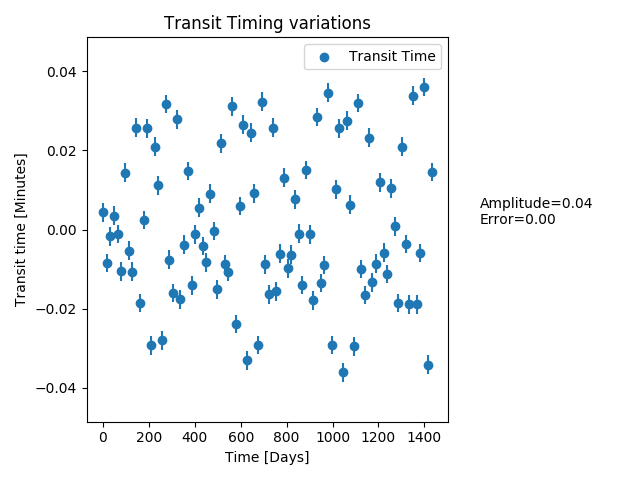 Transit Timing variations
Transit Time
0.04
0.02
0.00
−0.02
−0.04
Transit time [Minutes]
0
200
400
600
800
1000
1200
1400
Time [Days]
Amplitude=0.04
Error=0.00